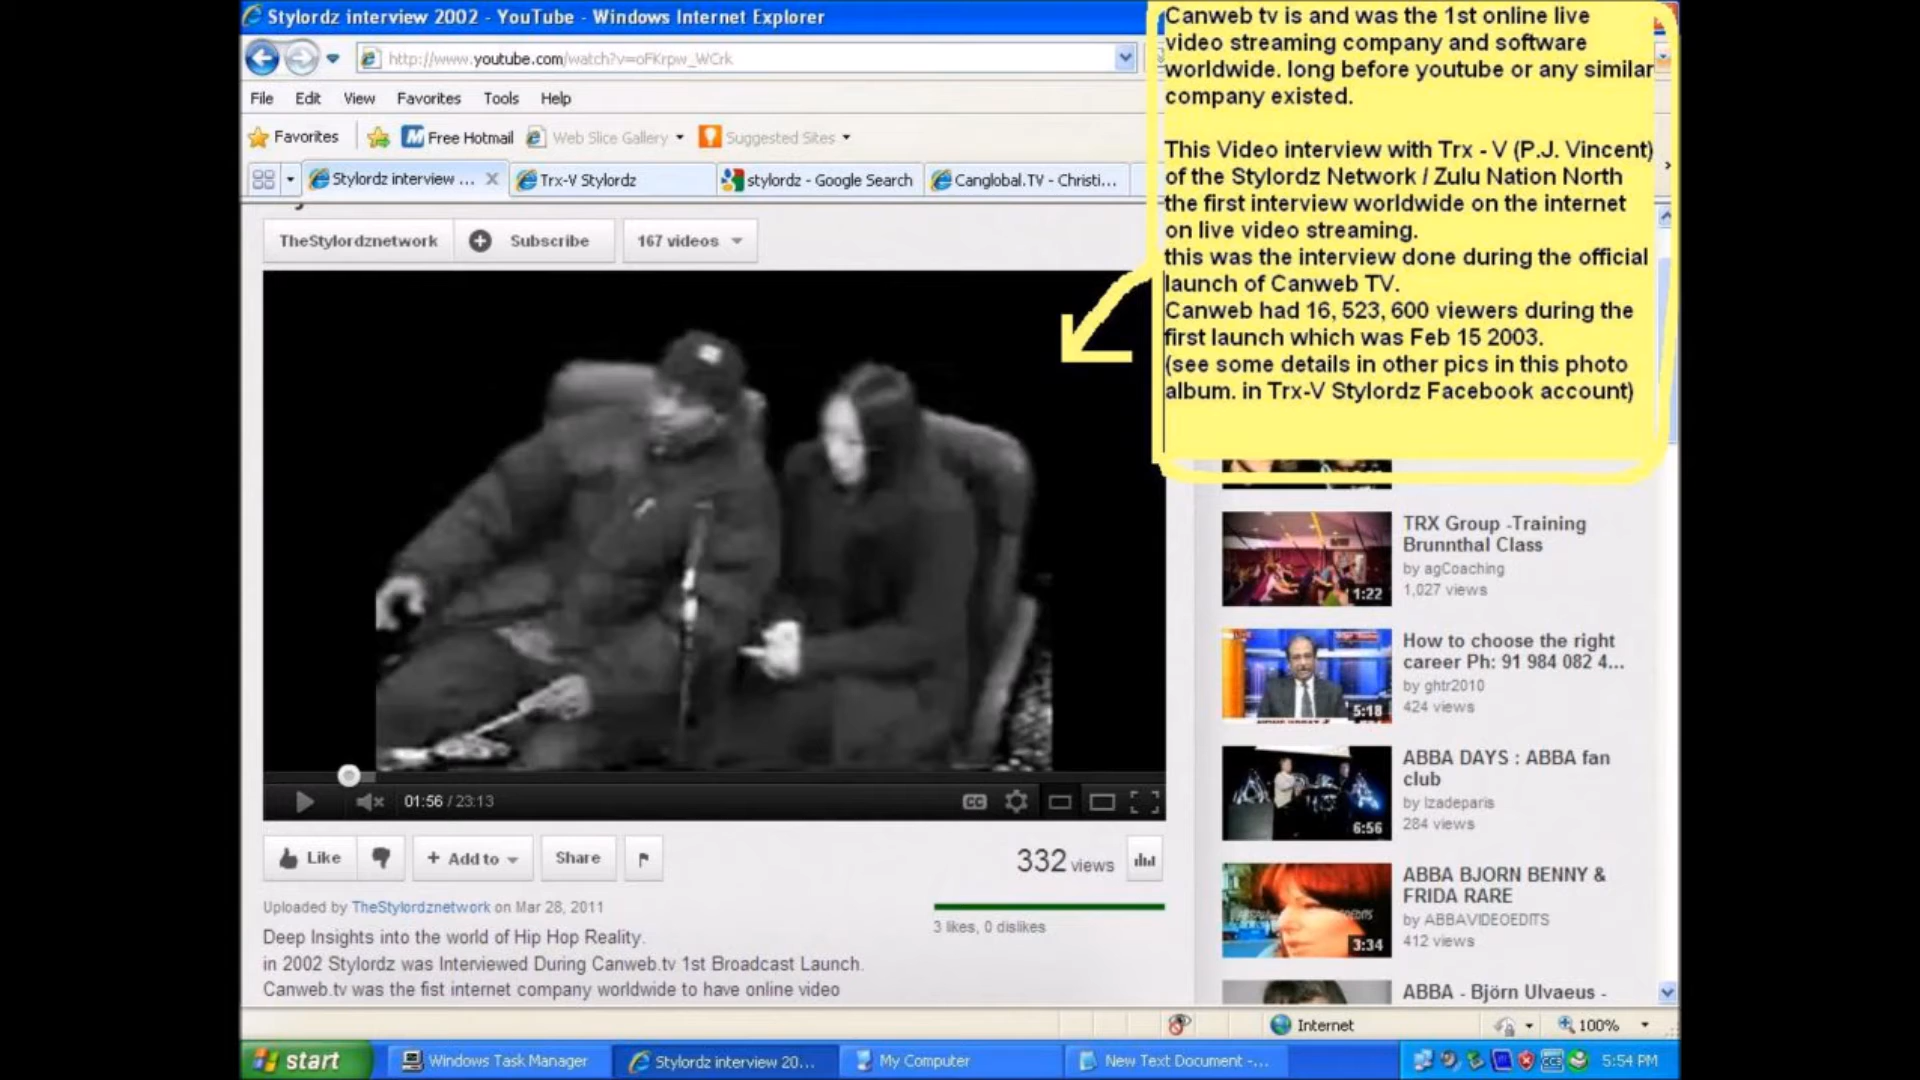 Stylordz interview 2002 - YouTube - Windows Internet Explorer
http://www.youtube.com/watch?v=oFKrpw_WCrk
File Edit View Favorites Tools Help
Favorites Free Hotmail Web Slice Gallery Suggested Sites
Stylordz interview ... Trx-V Stylordz stylordz - Google Search Canglobal.TV - Christi...
Canweb tv is and was the 1st online live
video streaming company and software
worldwide. long before youtube or any similar
company existed.
This Video interview with Trx - V (P.J. Vincent)
of the Stylordz Network / Zulu Nation North
the first interview worldwide on the internet
on live video streaming.
this was the interview done during the official
launch of Canweb TV.
Canweb had 16, 523, 600 viewers during the
first launch which was Feb 15 2003.
(see some details in other pics in this photo
album. in Trx-V Stylordz Facebook account)
TheStylordznetwork Subscribe 167 videos
01:56 / 23:13 CC
Like Add to Share 332 views
Uploaded by TheStylordznetwork on Mar 28, 2011
3 likes, 0 dislikes
Deep Insights into the world of Hip Hop Reality.
in 2002 Stylordz was Interviewed During Canweb.tv 1st Broadcast Launch.
Canweb.tv was the fist internet company worldwide to have online video
TRX Group -Training
Brunnthal Class
by agCoaching
1,027 views
1:22
How to choose the right
career Ph: 91 984 082 4...
by ghtr2010
424 views
5:18
ABBA DAYS : ABBA fan
club
by lzadeparis
284 views
6:56
ABBA BJORN BENNY &
FRIDA RARE
by ABBAVIDEOEDITS
412 views
3:34
ABBA - Björn Ulvaeus -
Internet 100%
start Windows Task Manager Stylordz interview 20... My Computer New Text Document -... 5:54 PM